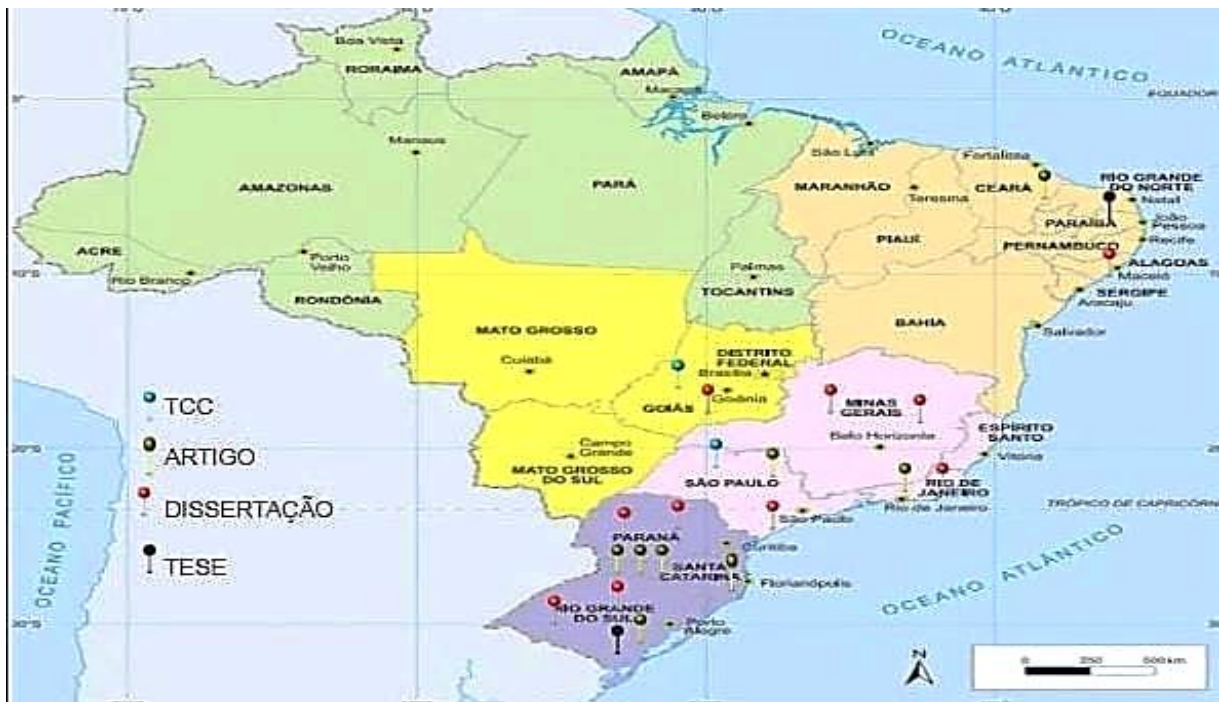 OCEANO ATLÂNTICO
Boa Vista
RORAIMA
AMAPÁ
Macapá
EQUADOR
Belém
Manaus
São Luís
Fortaleza
AMAZONAS
PARÁ
MARANHÃO
CEARÁ
RIO GRANDE
DO NORTE
Teresina
Natal
PARAÍBA
João
Pessoa
PIAUÍ
PERNAMBUCO
Recife
ACRE
Porto
Velho
Rio Branco
Palmas
ALAGOAS
Maceió
RONDÔNIA
TOCANTINS
SERGIPE
Aracaju
MATO GROSSO
BAHIA
Salvador
Cuiabá
DISTRITO
FEDERAL
Brasília
Goiânia
GOIÁS
MINAS
GERAIS
TCC
ESPÍRITO
SANTO
Belo Horizonte
Vitória
Campo
Grande
MATO GROSSO
DO SUL
ARTIGO
20°S
SÃO PAULO
RIO DE
JANEIRO
Rio de Janeiro
DISSERTAÇÃO
São Paulo
TRÓPICO DE CAPRICÓRN
OCEANO PACÍFICO
PARANÁ
Curitiba
SANTA
CATARINA
Florianópolis
TESE
OCEANO ATLÂNTICO
RIO GRANDE
DO SUL
Porto
Alegre
N
0 250 500 km